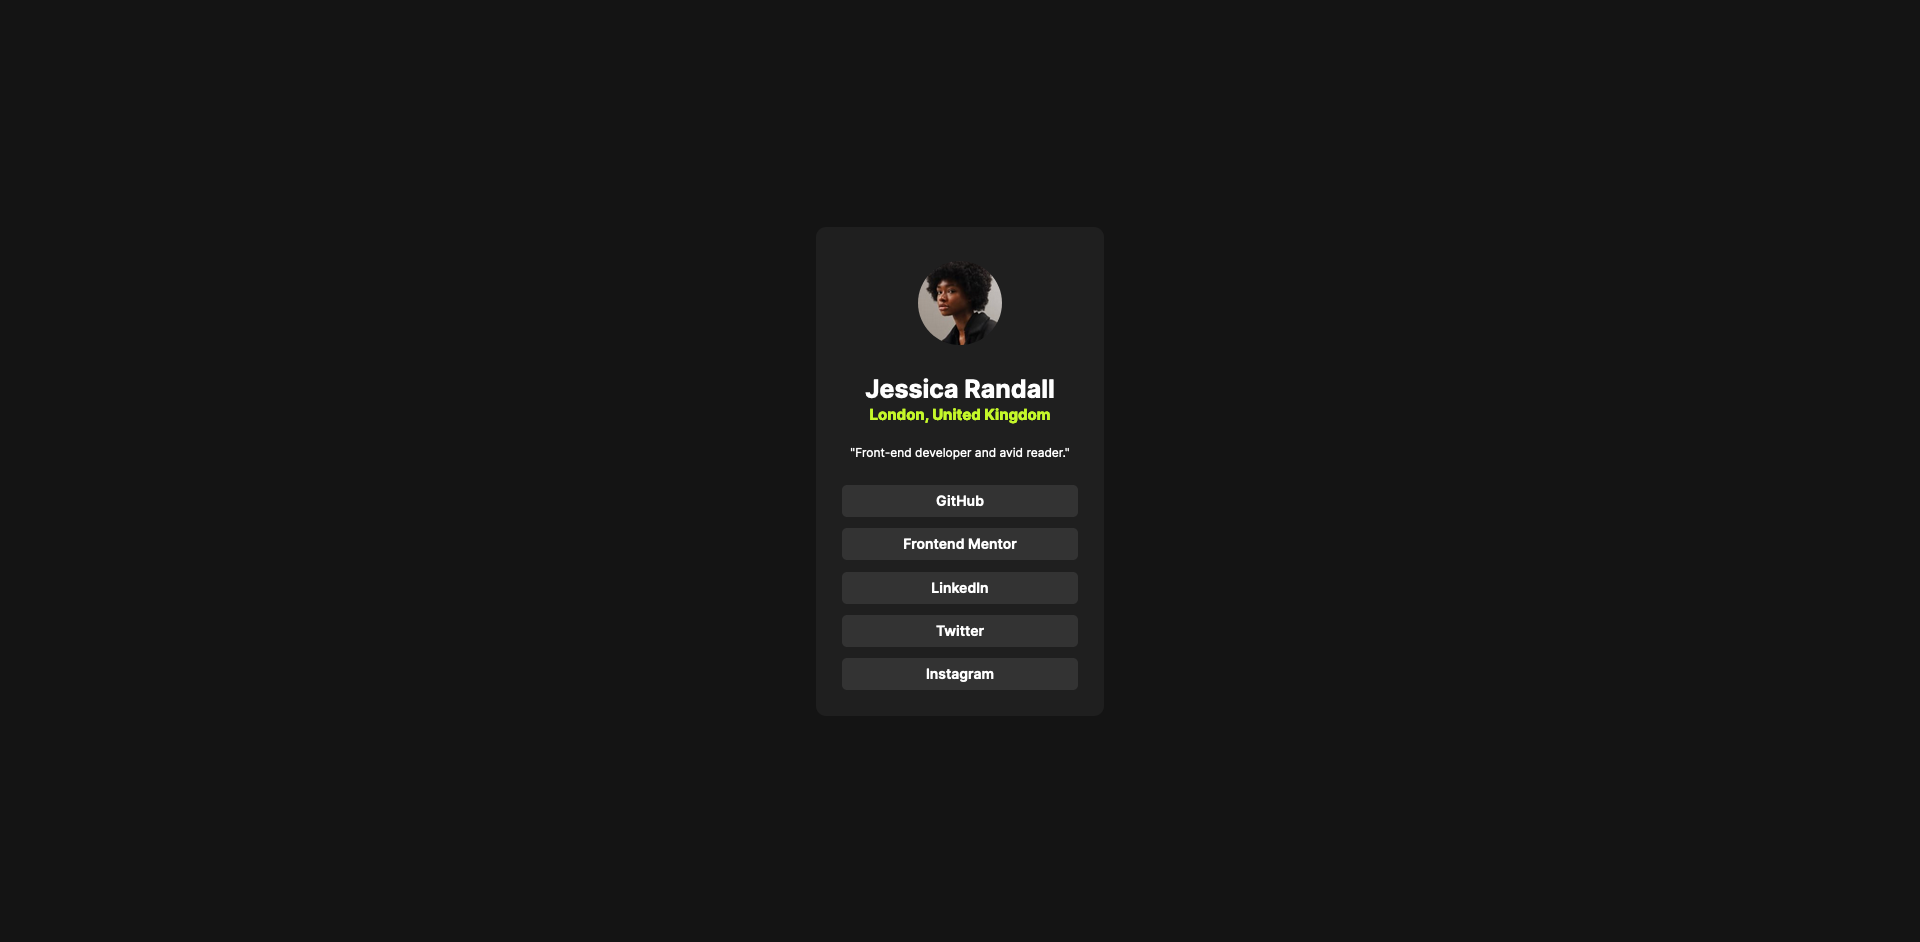 Jessica Randall
London, United Kingdom
"Front-end developer and avid reader."
GitHub
Frontend Mentor
LinkedIn
Twitter
Instagram